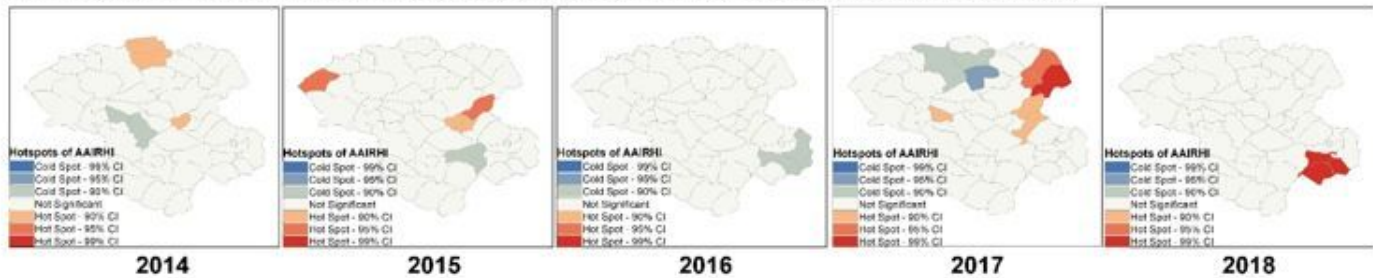 Hotspots of AAIRHI
Cold Spot - 99% CI
Cold Spot - 95% CI
Cold Spot - 90% CI
Not Significant
Hot Spot - 90% CI
Hot Spot - 95% CI
Hot Spot - 99% CI
2014
Hotspots of AAIRHI
Cold Spot - 99% CI
Cold Spot - 95% CI
Cold Spot - 90% CI
Not Significant
Hot Spot - 90% CI
Hot Spot - 95% CI
Hot Spot - 99% CI
2015
Hotspots of AAIRHI
Cold Spot - 99% CI
Cold Spot - 95% CI
Cold Spot - 90% CI
Not Significant
Hot Spot - 90% CI
Hot Spot - 95% CI
Hot Spot - 99% CI
2016
Hotspots of AAIRHI
Cold Spot - 99% CI
Cold Spot - 95% CI
Cold Spot - 90% CI
Not Significant
Hot Spot - 90% CI
Hot Spot - 95% CI
Hot Spot - 99% CI
2017
Hotspots of AAIRHI
Cold Spot - 99% CI
Cold Spot - 95% CI
Cold Spot - 90% CI
Not Significant
Hot Spot - 90% CI
Hot Spot - 95% CI
Hot Spot - 99% CI
2018